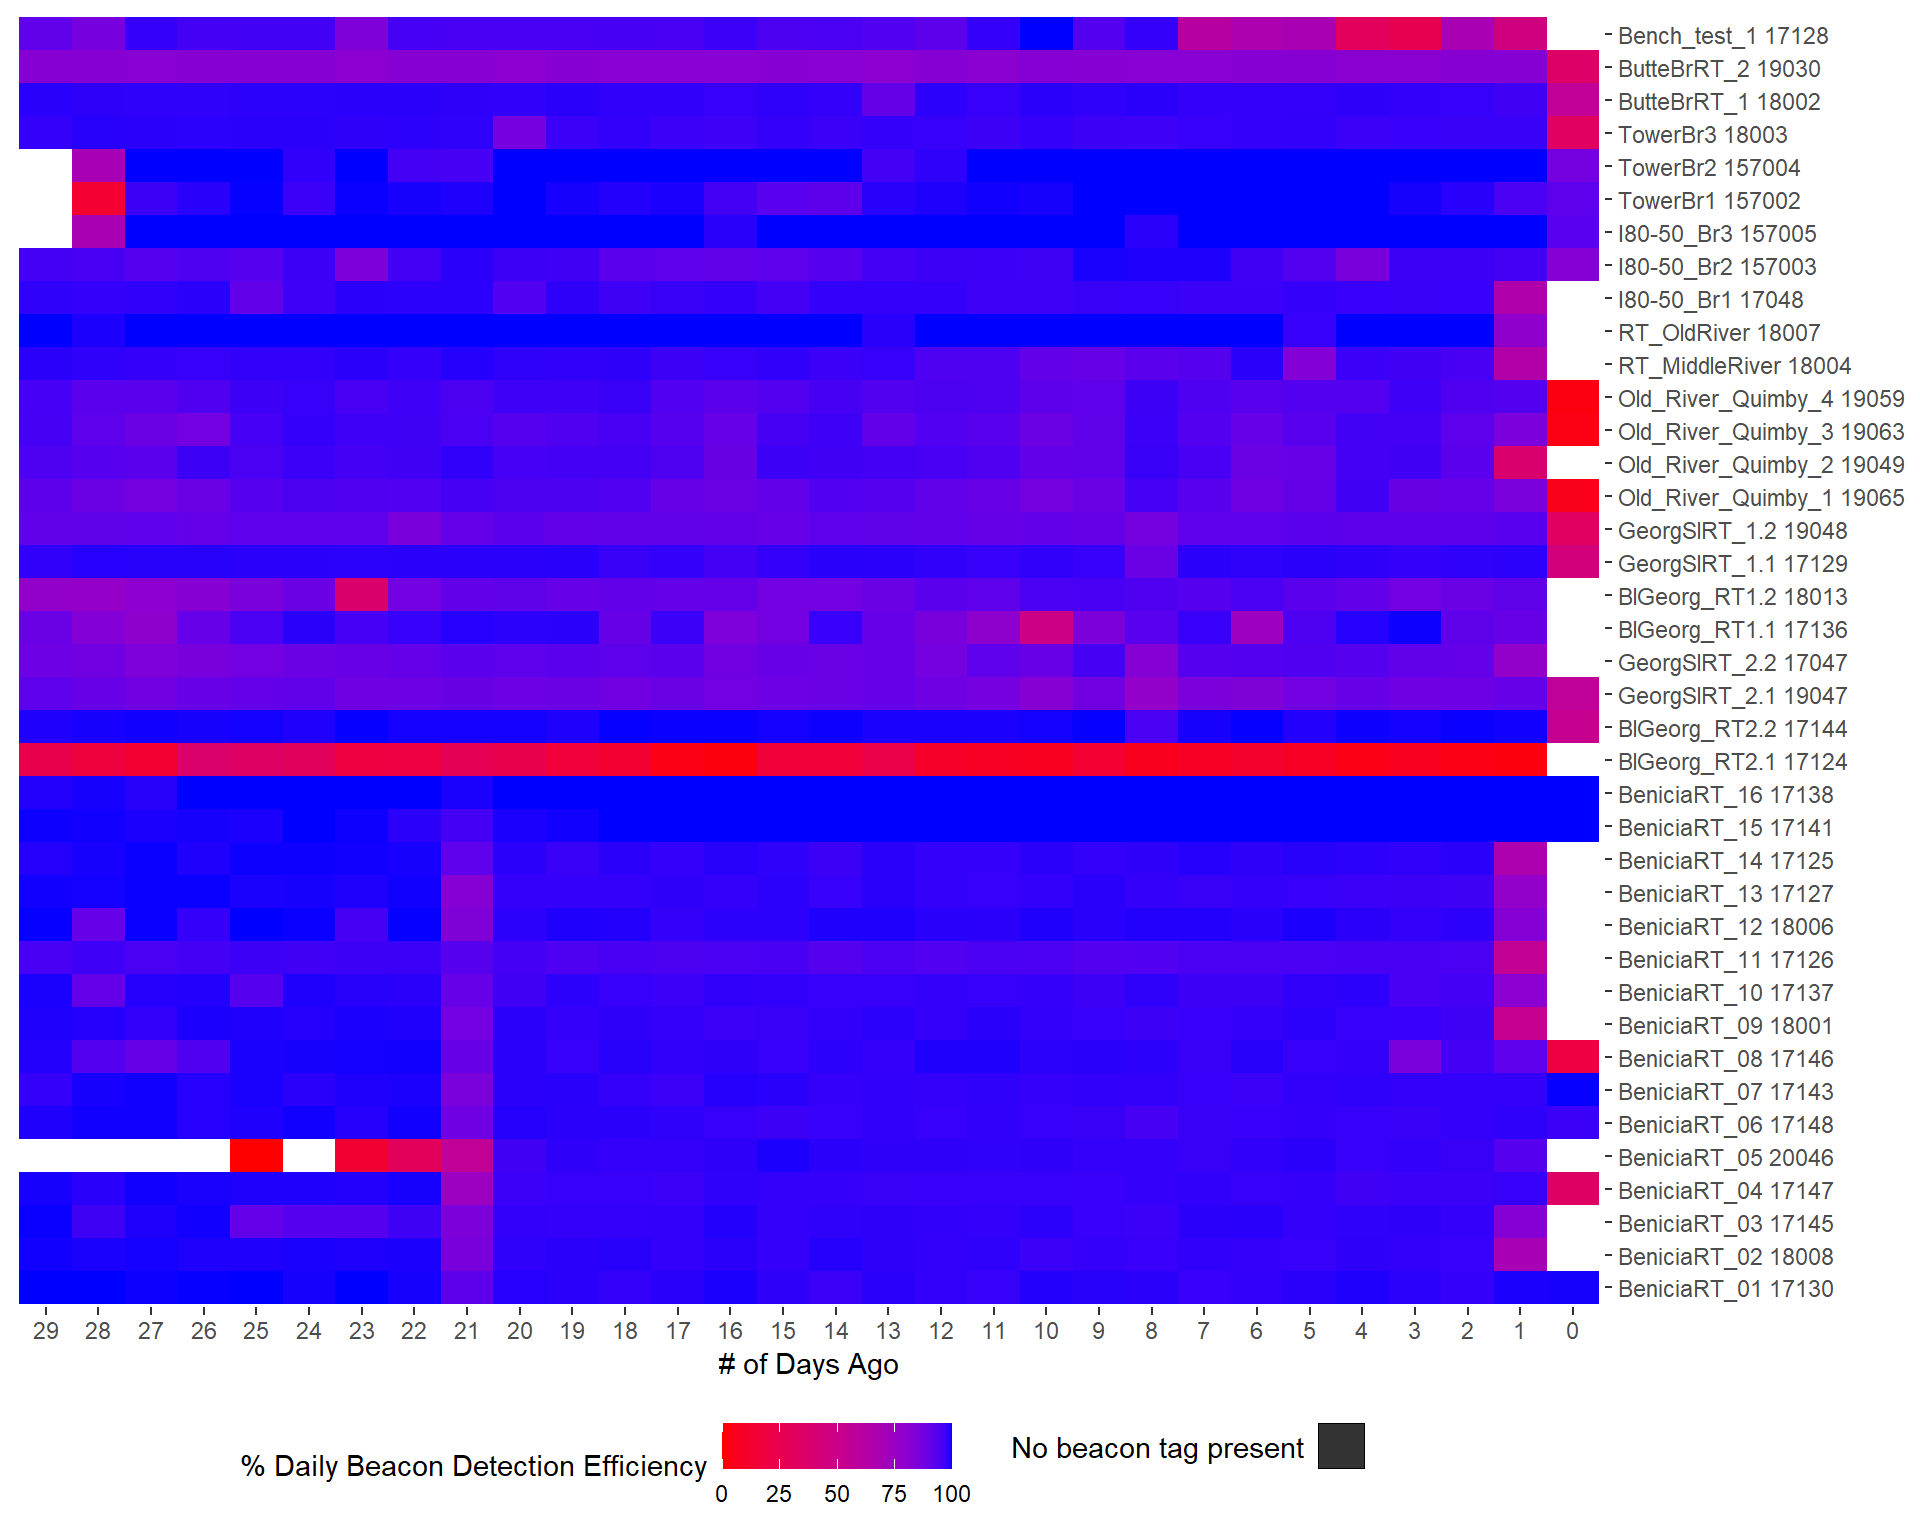 Bench_test_1 17128
ButteBrRT_2 19030
ButteBrRT_1 18002
TowerBr3 18003
TowerBr2 157004
TowerBr1 157002
I80-50_Br3 157005
I80-50_Br2 157003
I80-50_Br1 17048
RT_OldRiver 18007
RT_MiddleRiver 18004
Old_River_Quimby_4 19059
Old_River_Quimby_3 19063
Old_River_Quimby_2 19049
Old_River_Quimby_1 19065
GeorgSlRT_1.2 19048
GeorgSlRT_1.1 17129
BlGeorg_RT1.2 18013
BlGeorg_RT1.1 17136
GeorgSlRT_2.2 17047
GeorgSlRT_2.1 19047
BlGeorg_RT2.2 17144
BlGeorg_RT2.1 17124
BeniciaRT_16 17138
BeniciaRT_15 17141
BeniciaRT_14 17125
BeniciaRT_13 17127
BeniciaRT_12 18006
BeniciaRT_11 17126
BeniciaRT_10 17137
BeniciaRT_09 18001
BeniciaRT_08 17146
BeniciaRT_07 17143
BeniciaRT_06 17148
BeniciaRT_05 20046
BeniciaRT_04 17147
BeniciaRT_03 17145
BeniciaRT_02 18008
BeniciaRT_01 17130
29 28 27 26 25 24 23 22 21 20 19 18 17 16 15 14 13 12 11 10 9 8 7 6 5 4 3 2 1 0
# of Days Ago
% Daily Beacon Detection Efficiency
0 25 50 75 100
No beacon tag present